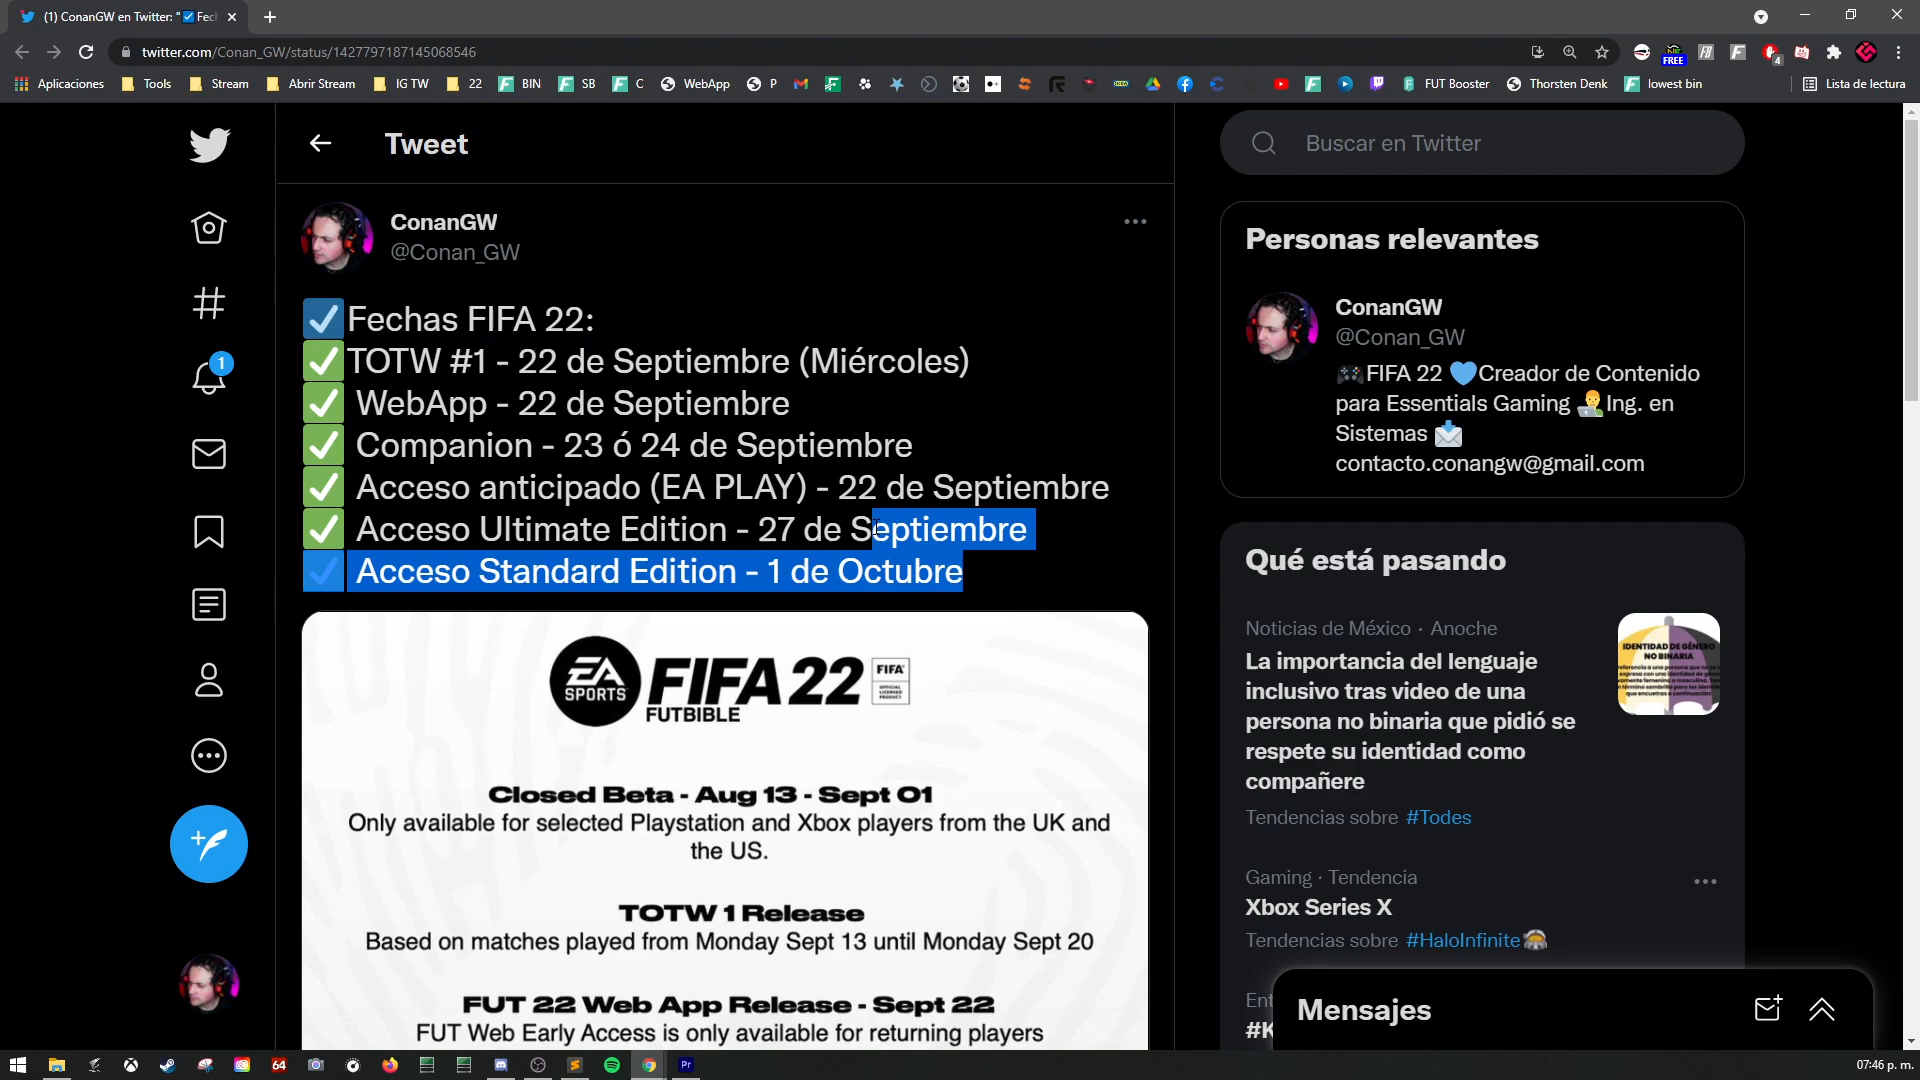 (1) ConanGW en Twitter: "☑Fech
twitter.com/Conan_GW/status/1427797187145068546
FREE
4
Aplicaciones
Tools
Stream
Abrir Stream
IG TW
22
BIN
SB
C
WebApp
P
FUT Booster
Thorsten Denk
lowest bin
Lista de lectura
Tweet
ConanGW
@Conan_GW
☑Fechas FIFA 22:
✅TOTW #1 - 22 de Septiembre (Miércoles)
✅ WebApp - 22 de Septiembre
✅ Companion - 23 ó 24 de Septiembre
✅ Acceso anticipado (EA PLAY) - 22 de Septiembre
✅ Acceso Ultimate Edition - 27 de Septiembre
✅ Acceso Standard Edition - 1 de Octubre
EA
SPORTS
FIFA 22
FIFA
OFFICIAL
LICENSED
PRODUCT
FUTBIBLE
Closed Beta - Aug 13 - Sept 01
Only available for selected Playstation and Xbox players from the UK and
the US.
TOTW 1 Release
Based on matches played from Monday Sept 13 until Monday Sept 20
FUT 22 Web App Release - Sept 22
FUT Web Early Access is only available for returning players
1
Buscar en Twitter
Personas relevantes
ConanGW
@Conan_GW
🎮FIFA 22 💙Creador de Contenido
para Essentials Gaming 👨‍💻Ing. en
Sistemas 📩
contacto.conangw@gmail.com
Qué está pasando
Noticias de México · Anoche
La importancia del lenguaje
inclusivo tras video de una
persona no binaria que pidió se
respete su identidad como
compañere
Tendencias sobre #Todes
IDENTIDAD DE GÉNERO
NO BINARIA
Gaming · Tendencia
Xbox Series X
Tendencias sobre #HaloInfinite
Ent
#K
Mensajes
64
Pr
07:46 p. m.